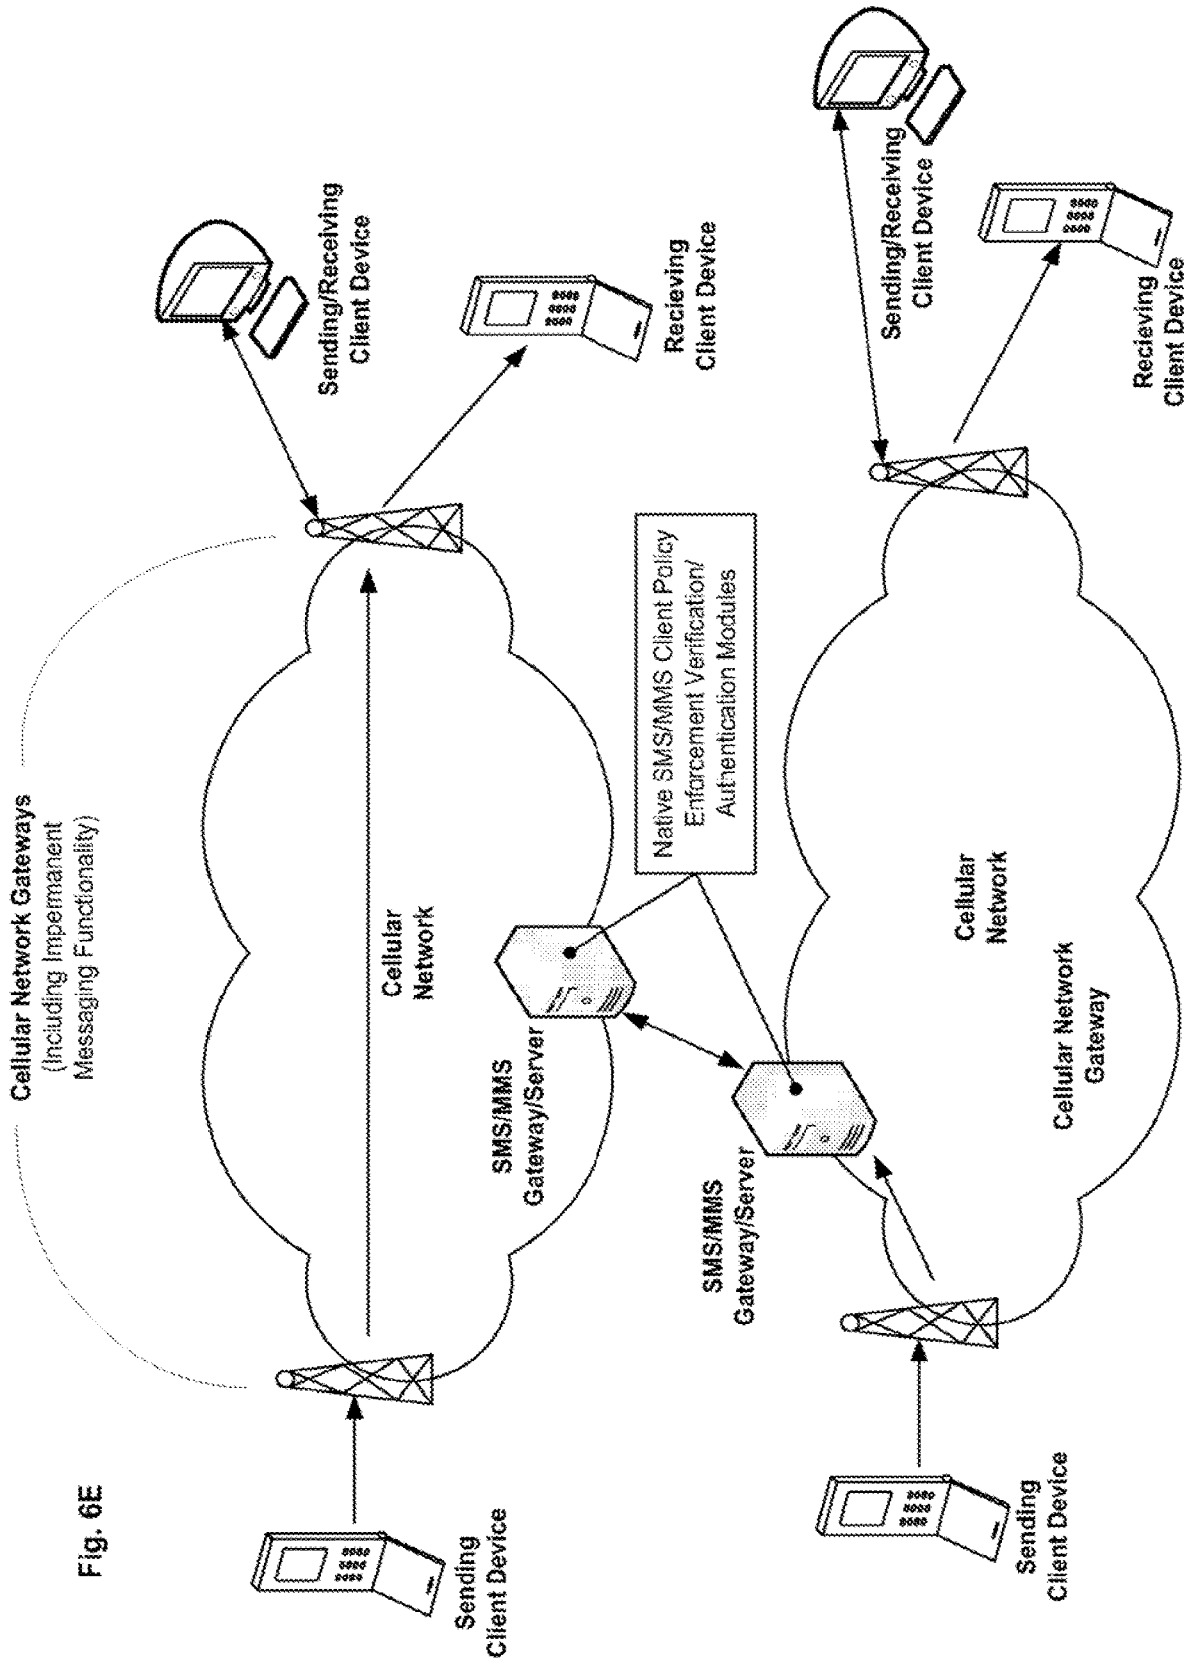 Fig. 6E
Cellular Network Gateways
(Including Impermanent
Messaging Functionality)
Sending
Client Device
Cellular
Network
SMS/MMS
Gateway/Server
Sending/Receiving
Client Device
Recieving
Client Device
Native SMS/MMS Client Policy
Enforcement Verification/
Authentication Modules
SMS/MMS
Gateway/Server
Sending
Client Device
Cellular
Network
Cellular Network
Gateway
Sending/Receiving
Client Device
Recieving
Client Device